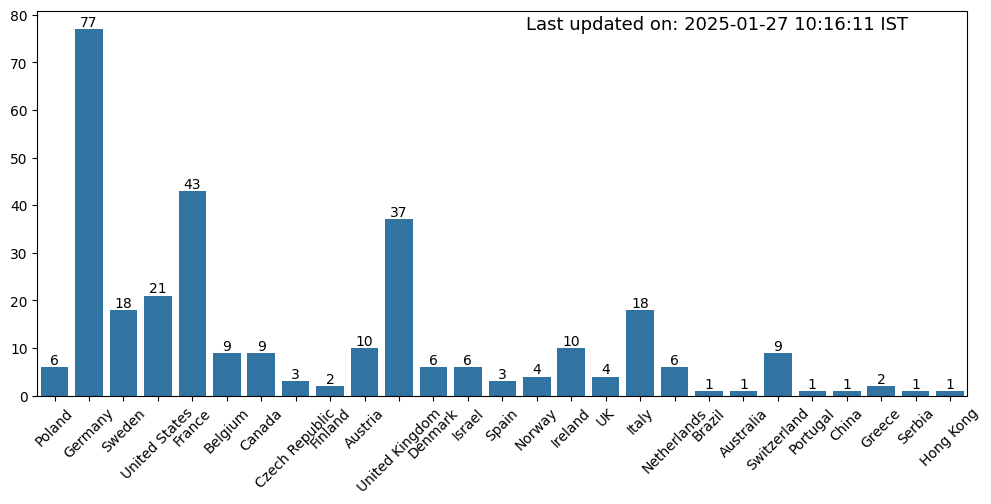 Last updated on: 2025-01-27 10:16:11 IST
80
70
60
50
40
30
20
10
0
6
77
18
21
43
9
9
3
2
10
37
6
6
3
4
10
4
18
6
1
1
9
1
1
2
1
1
Poland
Germany
Sweden
United States
France
Belgium
Canada
Czech Republic
Finland
Austria
United Kingdom
Denmark
Israel
Spain
Norway
Ireland
UK
Italy
Netherlands
Brazil
Australia
Switzerland
Portugal
China
Greece
Serbia
Hong Kong